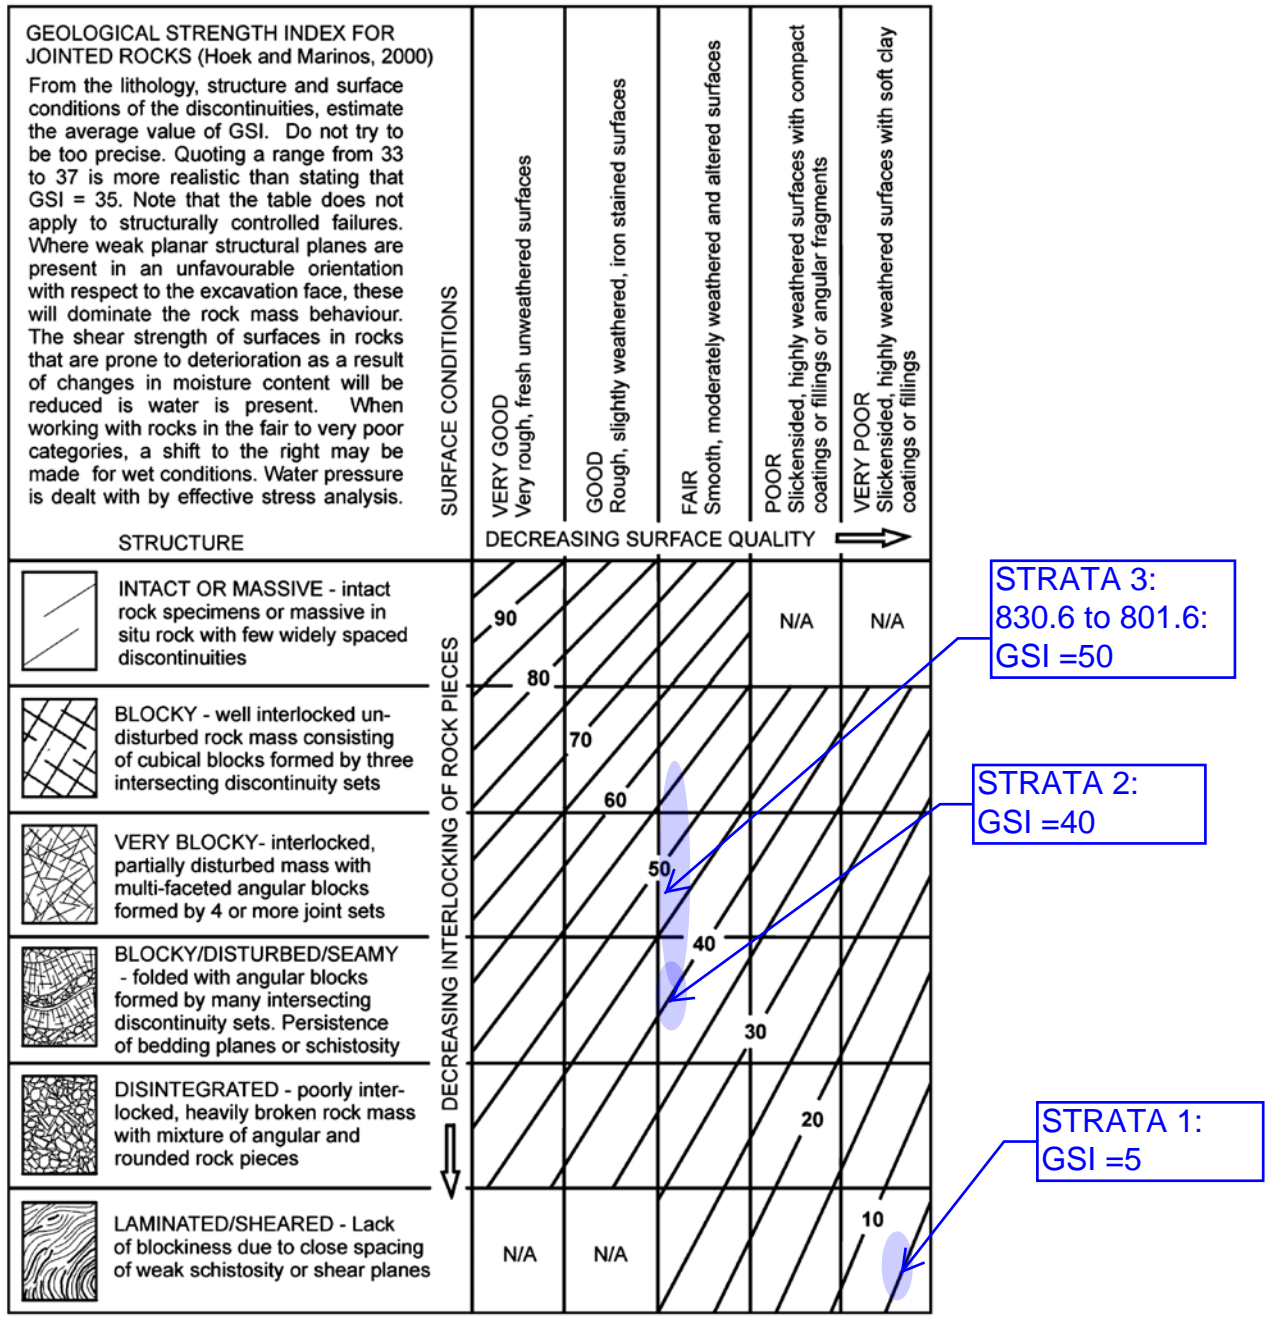 GEOLOGICAL STRENGTH INDEX FOR
JOINTED ROCKS (Hoek and Marinos, 2000)
From the lithology, structure and surface
conditions of the discontinuities, estimate
the average value of GSI. Do not try to
be too precise. Quoting a range from 33
to 37 is more realistic than stating that
GSI = 35. Note that the table does not
apply to structurally controlled failures.
Where weak planar structural planes are
present in an unfavourable orientation
with respect to the excavation face, these
will dominate the rock mass behaviour.
The shear strength of surfaces in rocks
that are prone to deterioration as a result
of changes in moisture content will be
reduced is water is present. When
working with rocks in the fair to very poor
categories, a shift to the right may be
made for wet conditions. Water pressure
is dealt with by effective stress analysis.
STRUCTURE
SURFACE CONDITIONS
VERY GOOD
Very rough, fresh unweathered surfaces
GOOD
Rough, slightly weathered, iron stained surfaces
FAIR
Smooth, moderately weathered and altered surfaces
POOR
Slickensided, highly weathered surfaces with compact
coatings or fillings or angular fragments
VERY POOR
Slickensided, highly weathered surfaces with soft clay
coatings or fillings
DECREASING SURFACE QUALITY
INTACT OR MASSIVE - intact
rock specimens or massive in
situ rock with few widely spaced
discontinuities
BLOCKY - well interlocked un-
disturbed rock mass consisting
of cubical blocks formed by three
intersecting discontinuity sets
VERY BLOCKY- interlocked,
partially disturbed mass with
multi-faceted angular blocks
formed by 4 or more joint sets
BLOCKY/DISTURBED/SEAMY
- folded with angular blocks
formed by many intersecting
discontinuity sets. Persistence
of bedding planes or schistosity
DISINTEGRATED - poorly inter-
locked, heavily broken rock mass
with mixture of angular and
rounded rock pieces
LAMINATED/SHEARED - Lack
of blockiness due to close spacing
of weak schistosity or shear planes
DECREASING INTERLOCKING OF ROCK PIECES
90
N/A
N/A
80
70
60
50
40
30
20
10
N/A
N/A
STRATA 3:
830.6 to 801.6:
GSI =50
STRATA 2:
GSI =40
STRATA 1:
GSI =5